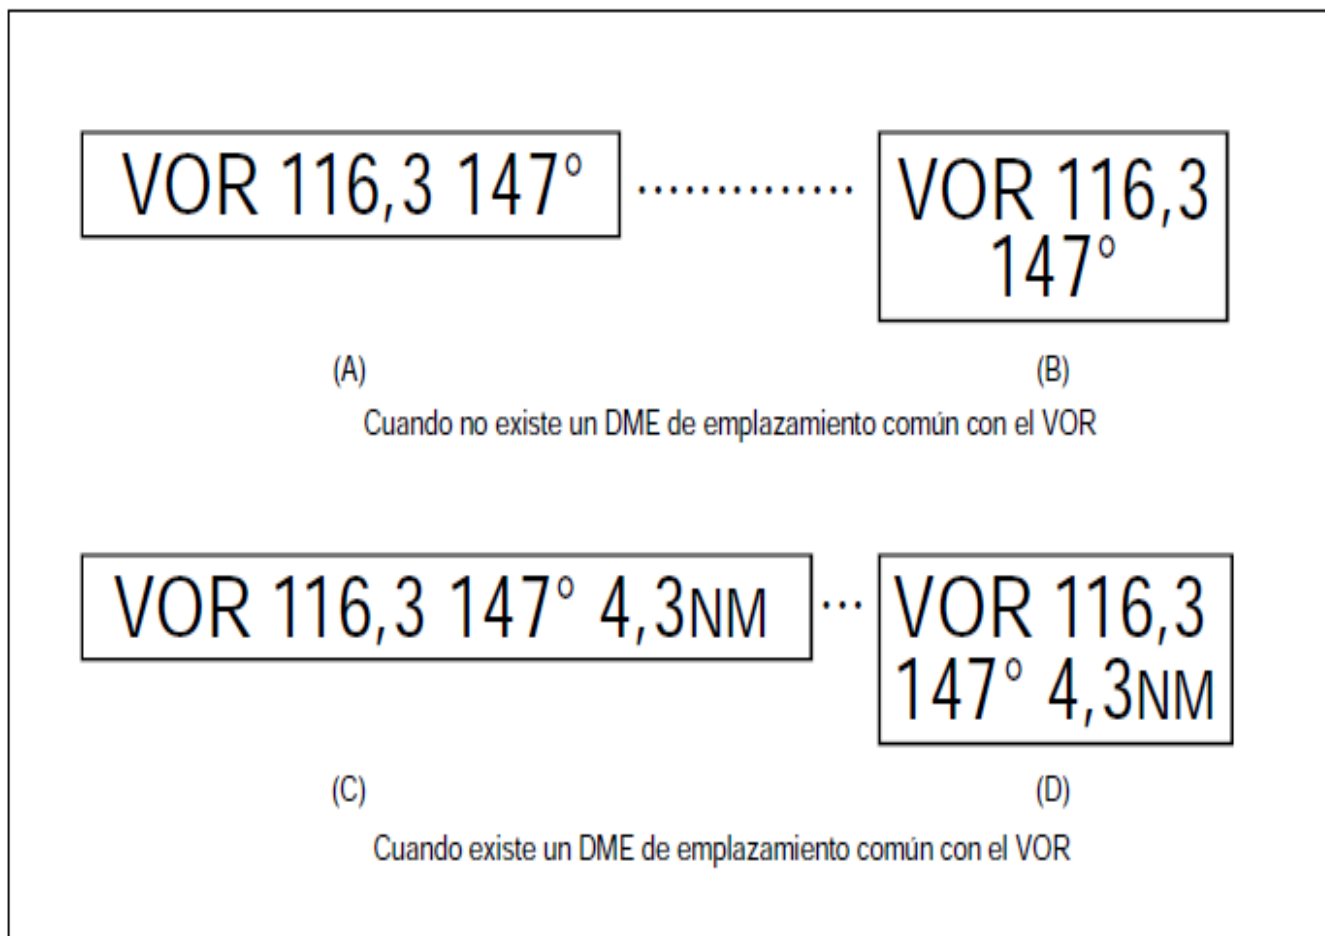 VOR 116,3 147°
VOR 116,3
147°
(A)
(B)
Cuando no existe un DME de emplazamiento común con el VOR
VOR 116,3 147° 4,3NM
VOR 116,3
147° 4,3NM
(C)
(D)
Cuando existe un DME de emplazamiento común con el VOR